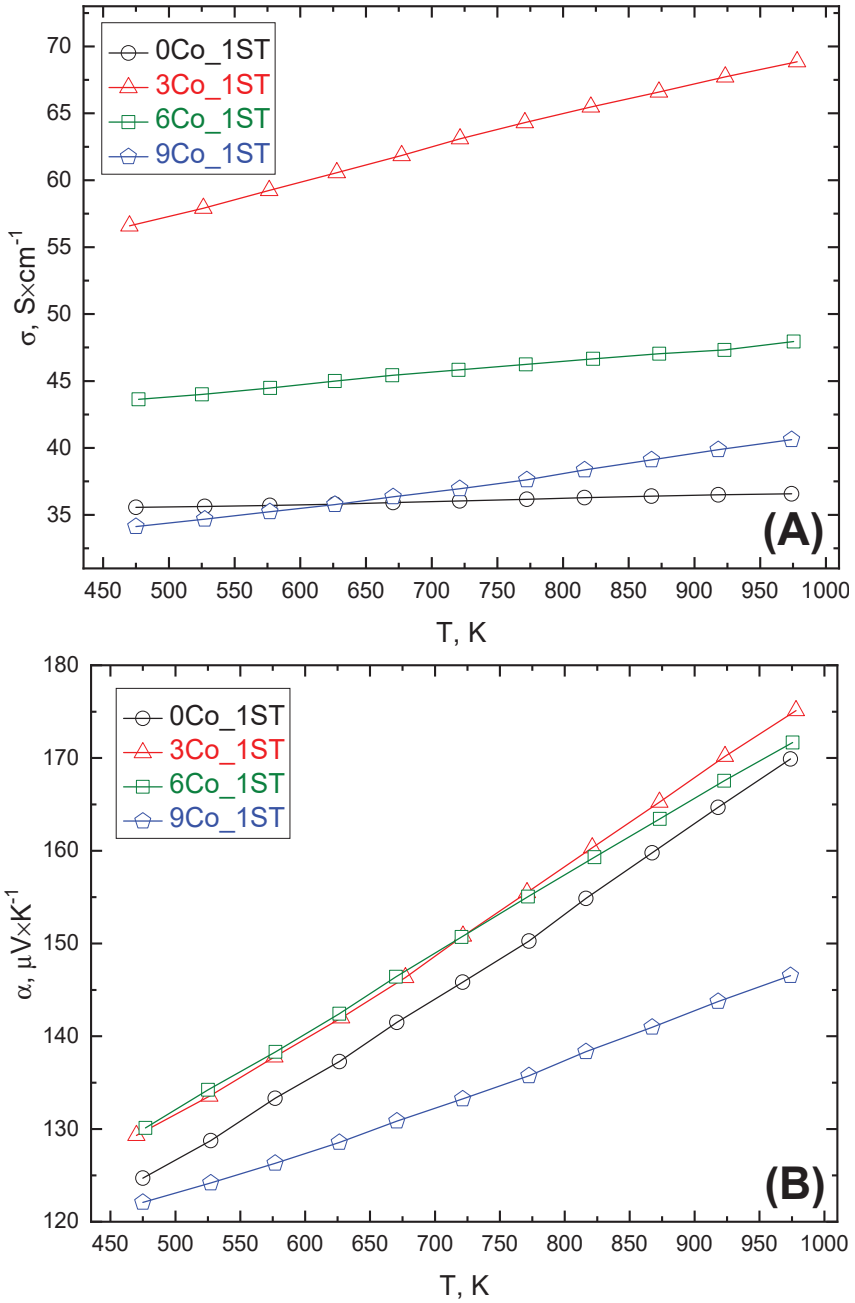 70
65
60
55
50
45
40
35
σ, S×cm⁻¹
0Co_1ST
3Co_1ST
6Co_1ST
9Co_1ST
(A)
450 500 550 600 650 700 750 800 850 900 950 1000
T, K
180
170
160
150
140
130
120
α, μV×K⁻¹
0Co_1ST
3Co_1ST
6Co_1ST
9Co_1ST
(B)
450 500 550 600 650 700 750 800 850 900 950 1000
T, K